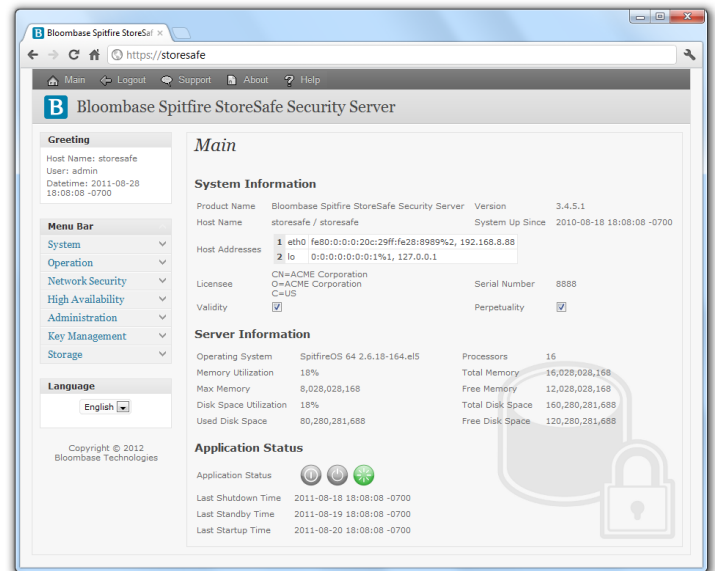 Bloombase Spitfire StoreSaf ×
https://storesafe
Main Logout Support About Help
B Bloombase Spitfire StoreSafe Security Server
Greeting
Host Name: storesafe
User: admin
Datetime: 2011-08-28
18:08:08 -0700
Menu Bar
System
Operation
Network Security
High Availability
Administration
Key Management
Storage
Language
English
Copyright © 2012
Bloombase Technologies
Main
System Information
Product Name Bloombase Spitfire StoreSafe Security Server Version 3.4.5.1
Host Name storesafe / storesafe System Up Since 2010-08-18 18:08:08 -0700
Host Addresses
1 eth0 fe80:0:0:0:20c:29ff:fe28:8989%2, 192.168.8.88
2 lo 0:0:0:0:0:0:0:1%1, 127.0.0.1
CN=ACME Corporation
Licensee O=ACME Corporation Serial Number 8888
C=US
Validity Perpetuality
Server Information
Operating System SpitfireOS 64 2.6.18-164.el5 Processors 16
Memory Utilization 18% Total Memory 16,028,028,168
Max Memory 8,028,028,168 Free Memory 12,028,028,168
Disk Space Utilization 18% Total Disk Space 160,280,281,688
Used Disk Space 80,280,281,688 Free Disk Space 120,280,281,688
Application Status
Application Status
Last Shutdown Time 2011-08-18 18:08:08 -0700
Last Standby Time 2011-08-19 18:08:08 -0700
Last Startup Time 2011-08-20 18:08:08 -0700